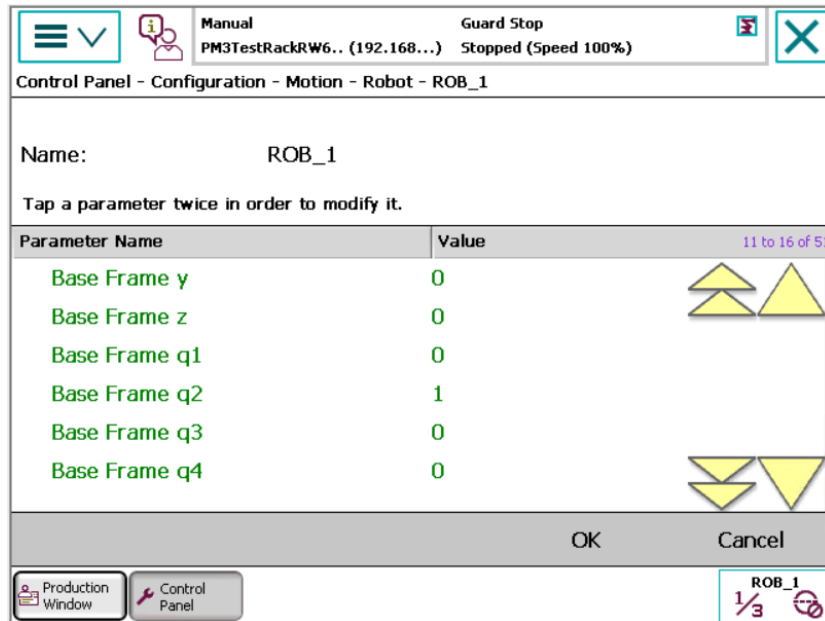 Manual Guard Stop
PM3TestRackRW6.. (192.168...) Stopped (Speed 100%)
Control Panel - Configuration - Motion - Robot - ROB_1
Name: ROB_1
Tap a parameter twice in order to modify it.
Parameter Name Value 11 to 16 of
Base Frame y 0
Base Frame z 0
Base Frame q1 0
Base Frame q2 1
Base Frame q3 0
Base Frame q4 0
OK Cancel
Production Window
Control Panel
ROB_1
1/3